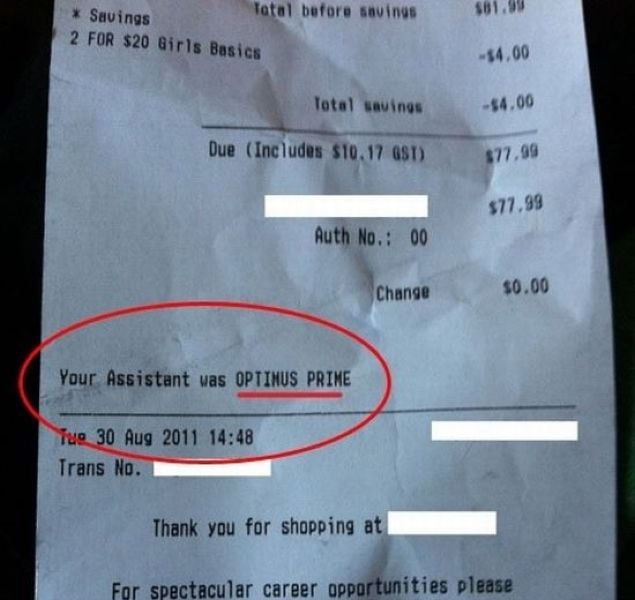 Total before savings $81.99
* Savings
2 FOR $20 Girls Basics -$4.00
Total savings -$4.00
Due (Includes $10.17 GST) $77.99
$77.99
Auth No.: 00
Change $0.00
Your Assistant was OPTIMUS PRIME
Tue 30 Aug 2011 14:48
Trans No.
Thank you for shopping at
For spectacular career opportunities please